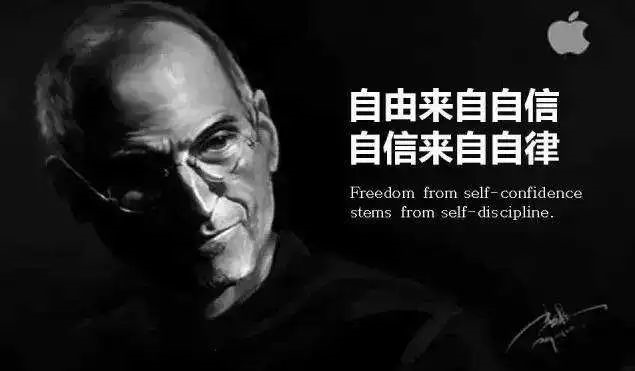 自由来自自信
自信来自自律
Freedom from self-confidence
stems from self-discipline.